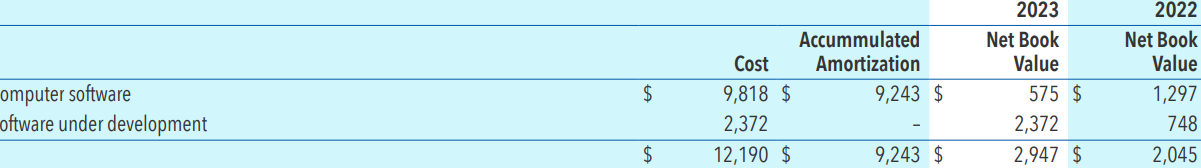 2023 2022
Accummulated Net Book Net Book
Cost Amortization Value Value
omputer software $ 9,818 $ 9,243 $ 575 $ 1,297
oftware under development 2,372 – 2,372 748
$ 12,190 $ 9,243 $ 2,947 $ 2,045